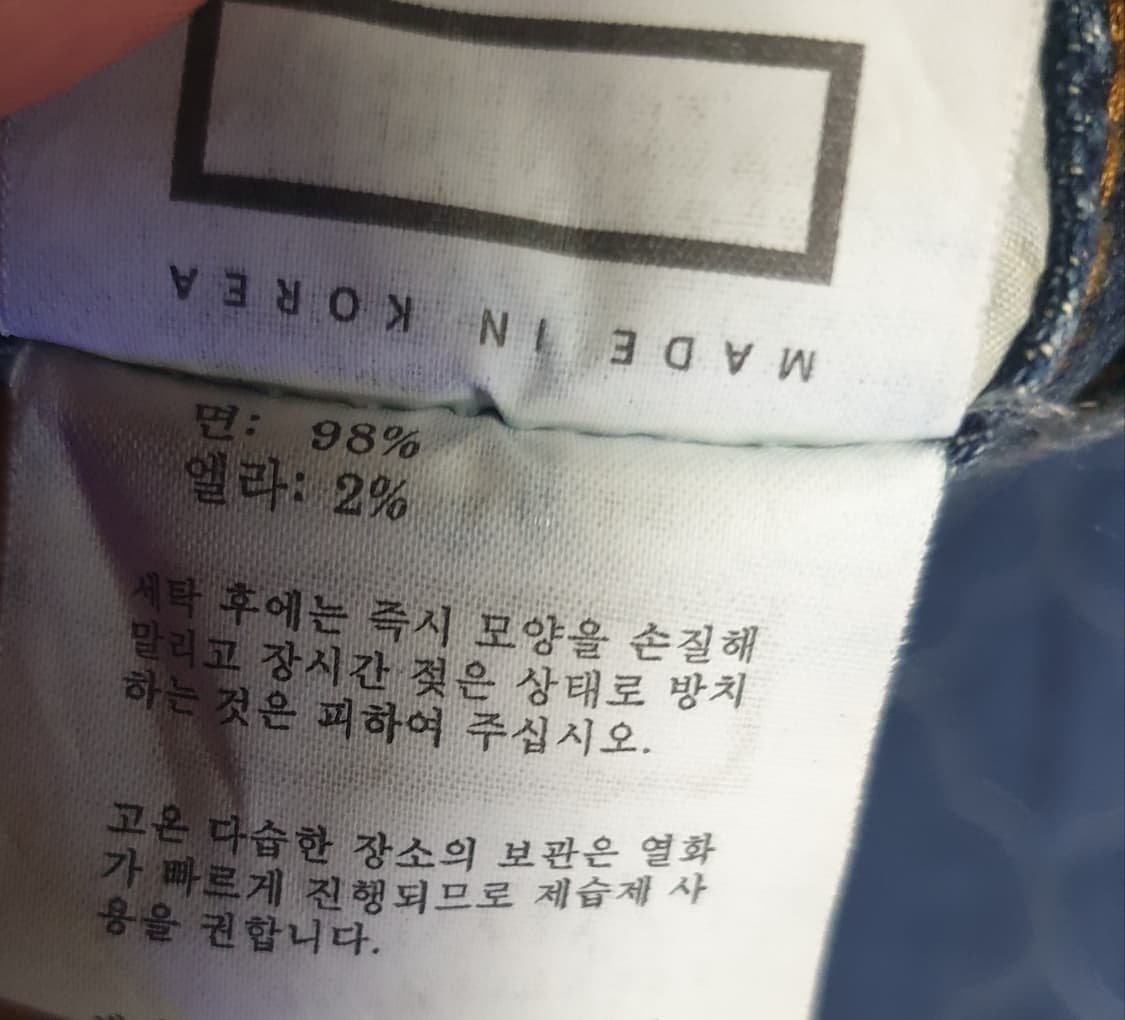 MADE IN KOREA
면: 98%
엘라: 2%
세탁 후에는 즉시 모양을 손질해
말리고 장시간 젖은 상태로 방치
하는 것은 피하여 주십시오.
고온 다습한 장소의 보관은 열화
가 빠르게 진행되므로 제습제 사
용을 권합니다.